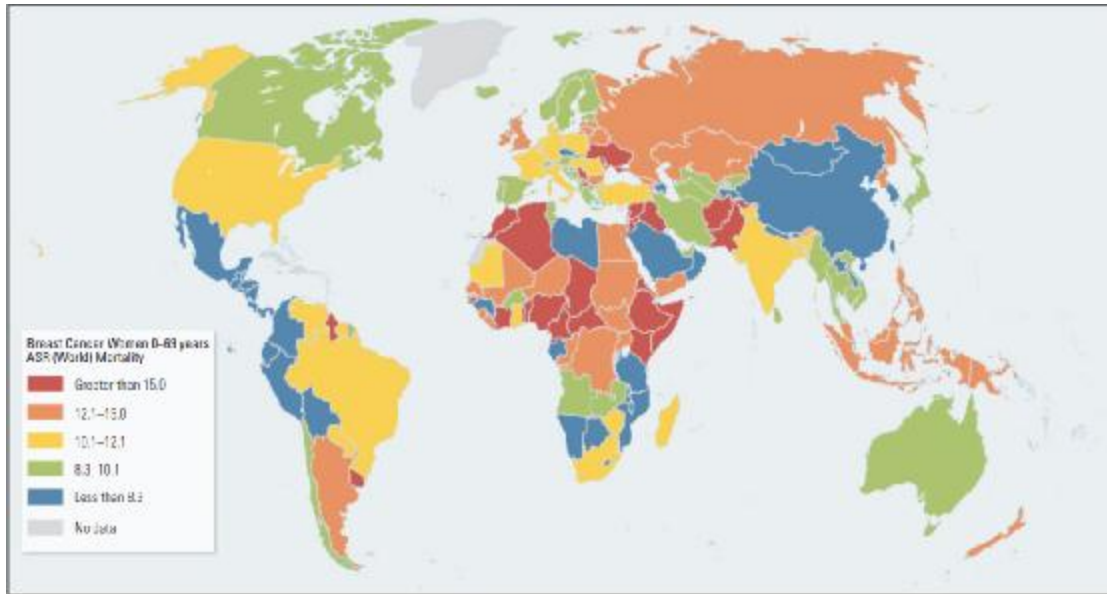 Breast Cancer Women 0-69 years
ASR (World) Mortality
Greater than 15.0
12.1–15.0
10.1–12.1
8.3 10.1
Less than 8.3
No data